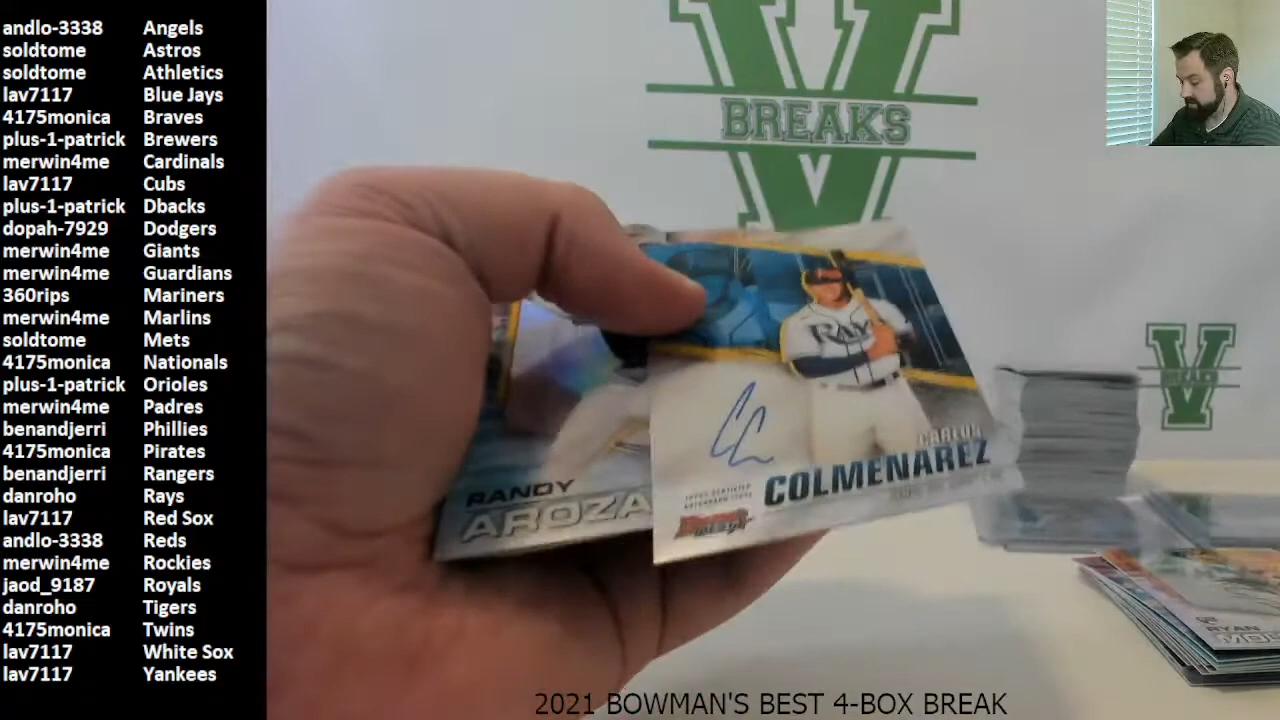 andlo-3338 Angels
soldtome Astros
soldtome Athletics
lav7117 Blue Jays
4175monica Braves
plus-1-patrick Brewers
merwin4me Cardinals
lav7117 Cubs
plus-1-patrick Dbacks
dopah-7929 Dodgers
merwin4me Giants
merwin4me Guardians
360rips Mariners
merwin4me Marlins
soldtome Mets
4175monica Nationals
plus-1-patrick Orioles
merwin4me Padres
benandjerri Phillies
4175monica Pirates
benandjerri Rangers
danroho Rays
lav7117 Red Sox
andlo-3338 Reds
merwin4me Rockies
jaod_9187 Royals
danroho Tigers
4175monica Twins
lav7117 White Sox
lav7117 Yankees
V
BREAKS
RAYS
CC
CARLOS
COLMENAREZ
RANDY
AROZA
V
RYAN
2021 BOWMAN'S BEST 4-BOX BREAK